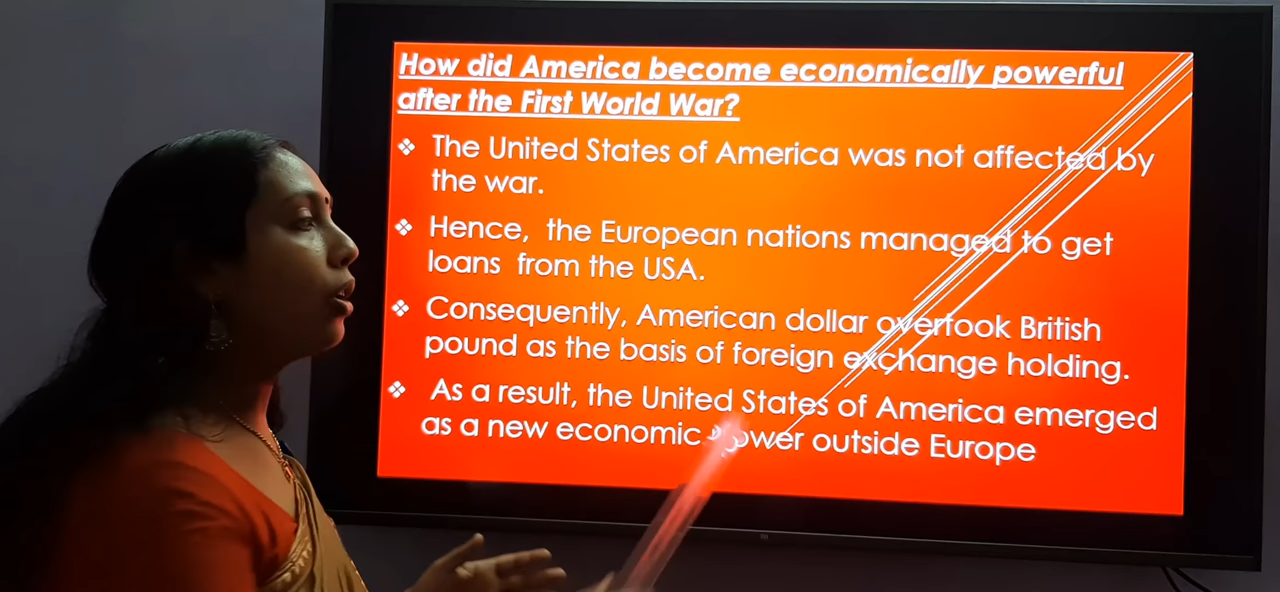 How did America become economically powerful
after the First World War?
❖ The United States of America was not affected by
the war.
❖ Hence, the European nations managed to get
loans from the USA.
❖ Consequently, American dollar overtook British
pound as the basis of foreign exchange holding.
❖ As a result, the United States of America emerged
as a new economic power outside Europe
mi